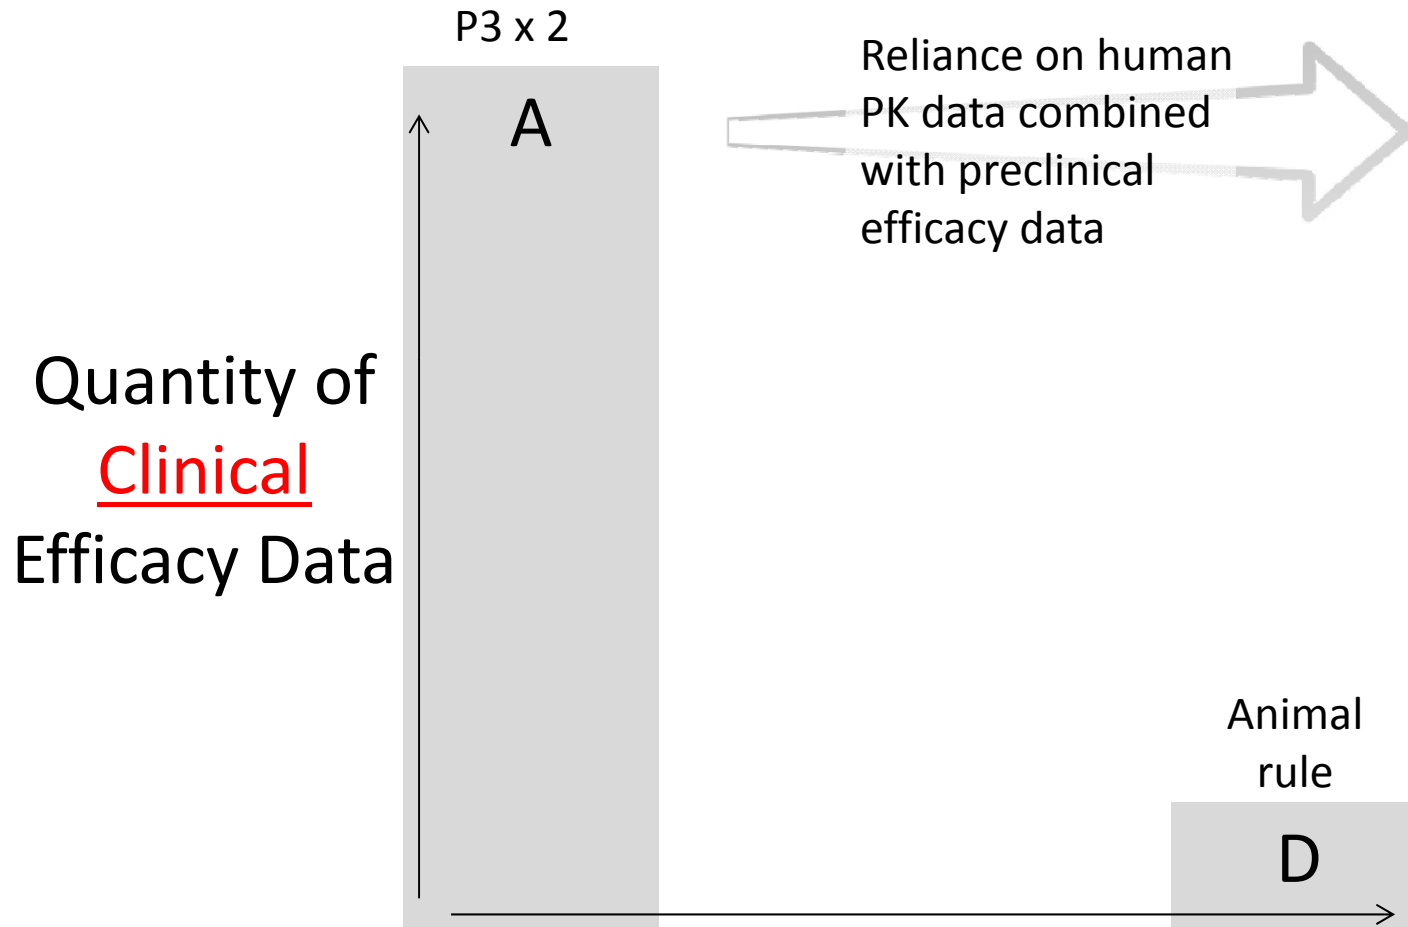 P3 x 2
A
Reliance on human
PK data combined
with preclinical
efficacy data
Quantity of
Clinical
Efficacy Data
Animal
rule
D